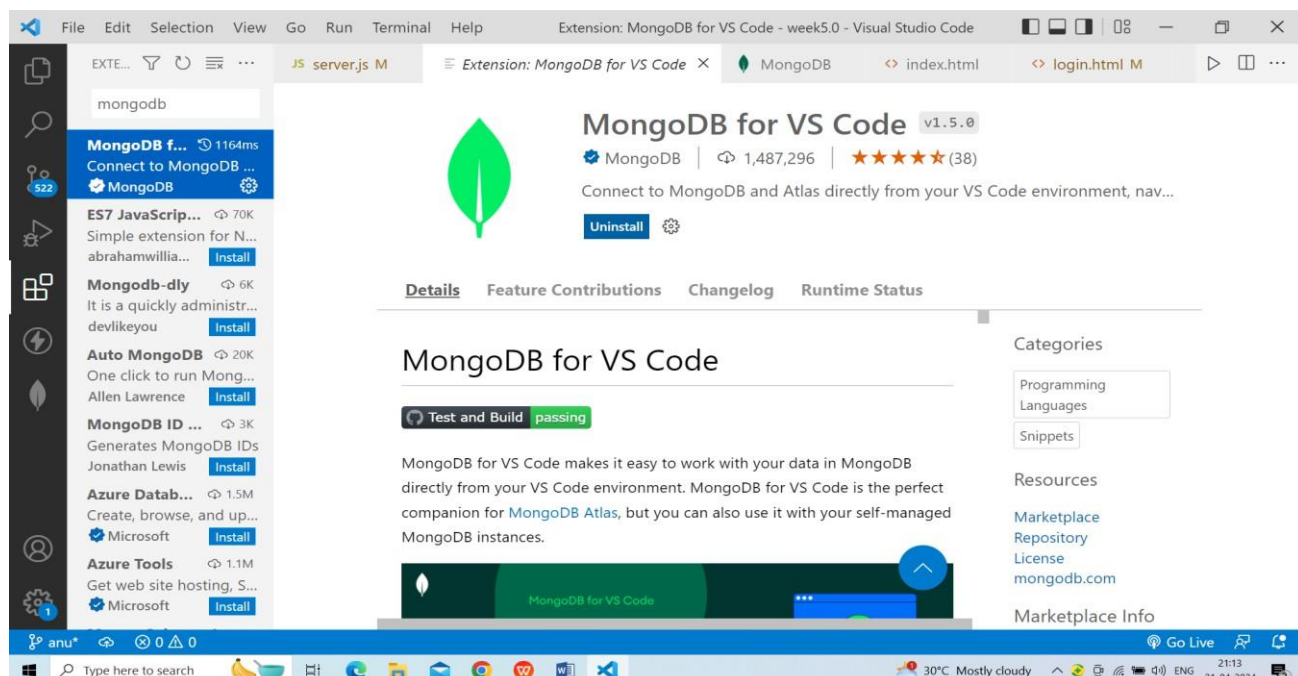 File Edit Selection View Go Run Terminal Help Extension: MongoDB for VS Code - week5.0 - Visual Studio Code
EXTE...
JS server.js M Extension: MongoDB for VS Code MongoDB <> index.html <> login.html M
mongodb
MongoDB f... 1164ms
Connect to MongoDB ...
MongoDB
ES7 JavaScrip... 70K
Simple extension for N...
abrahamwillia... Install
Mongodb-dly 6K
It is a quickly administr...
devlikeyou Install
Auto MongoDB 20K
One click to run Mong...
Allen Lawrence Install
MongoDB ID ... 3K
Generates MongoDB IDs
Jonathan Lewis Install
Azure Datab... 1.5M
Create, browse, and up...
Microsoft Install
Azure Tools 1.1M
Get web site hosting, S...
Microsoft Install
522
1
MongoDB for VS Code v1.5.0
MongoDB | 1,487,296 | ★★★★★(38)
Connect to MongoDB and Atlas directly from your VS Code environment, nav...
Uninstall
Details Feature Contributions Changelog Runtime Status
MongoDB for VS Code
Test and Build passing
MongoDB for VS Code makes it easy to work with your data in MongoDB
directly from your VS Code environment. MongoDB for VS Code is the perfect
companion for MongoDB Atlas, but you can also use it with your self-managed
MongoDB instances.
MongoDB for VS Code
Categories
Programming
Languages
Snippets
Resources
Marketplace
Repository
License
mongodb.com
Marketplace Info
anu* 0 0 Go Live
Type here to search 30°C Mostly cloudy ENG 21:13